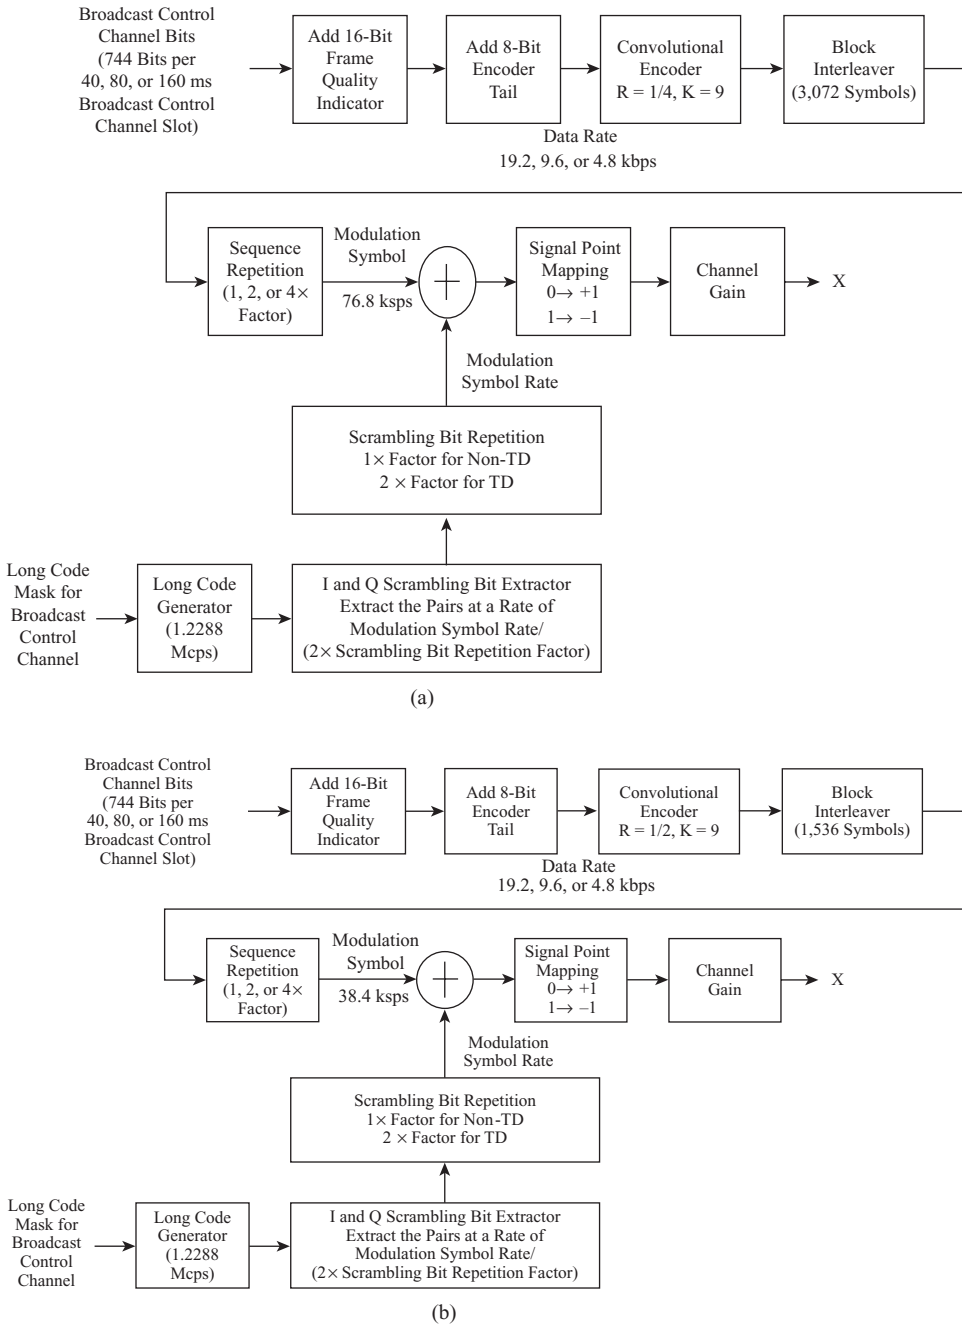 Broadcast Control
Channel Bits
(744 Bits per
40, 80, or 160 ms
Broadcast Control
Channel Slot)
Add 16-Bit
Frame
Quality
Indicator
Add 8-Bit
Encoder
Tail
Convolutional
Encoder
R = 1/4, K = 9
Block
Interleaver
(3,072 Symbols)
Data Rate
19.2, 9.6, or 4.8 kbps
Sequence
Repetition
(1, 2, or 4×
Factor)
Modulation
Symbol
76.8 ksps
+
Signal Point
Mapping
0→ +1
1→ −1
Channel
Gain
X
Modulation
Symbol Rate
Scrambling Bit Repetition
1× Factor for Non-TD
2 × Factor for TD
Long Code
Mask for
Broadcast
Control
Channel
Long Code
Generator
(1.2288
Mcps)
I and Q Scrambling Bit Extractor
Extract the Pairs at a Rate of
Modulation Symbol Rate/
(2× Scrambling Bit Repetition Factor)
(a)
Broadcast Control
Channel Bits
(744 Bits per
40, 80, or 160 ms
Broadcast Control
Channel Slot)
Add 16-Bit
Frame
Quality
Indicator
Add 8-Bit
Encoder
Tail
Convolutional
Encoder
R = 1/2, K = 9
Block
Interleaver
(1,536 Symbols)
Data Rate
19.2, 9.6, or 4.8 kbps
Sequence
Repetition
(1, 2, or 4×
Factor)
Modulation
Symbol
38.4 ksps
+
Signal Point
Mapping
0→ +1
1→ −1
Channel
Gain
X
Modulation
Symbol Rate
Scrambling Bit Repetition
1× Factor for Non-TD
2 × Factor for TD
Long Code
Mask for
Broadcast
Control
Channel
Long Code
Generator
(1.2288
Mcps)
I and Q Scrambling Bit Extractor
Extract the Pairs at a Rate of
Modulation Symbol Rate/
(2× Scrambling Bit Repetition Factor)
(b)